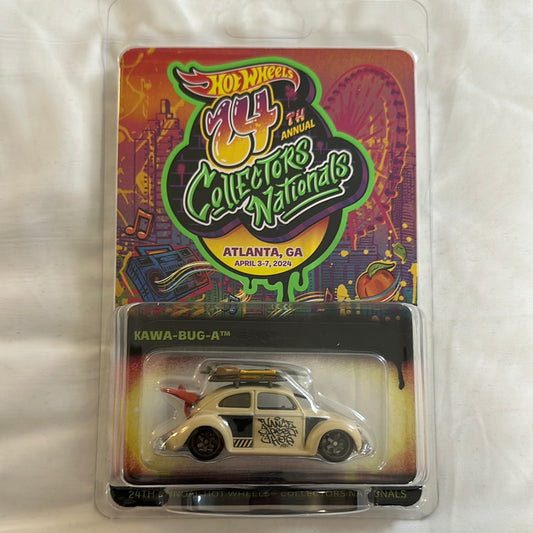 Hot Wheels
24TH
ANNUAL
Collectors
Nationals
ATLANTA, GA
APRIL 3-7, 2024
KAWA-BUG-A™
24TH ANNUAL HOT WHEELS™ COLLECTORS NATIONALS